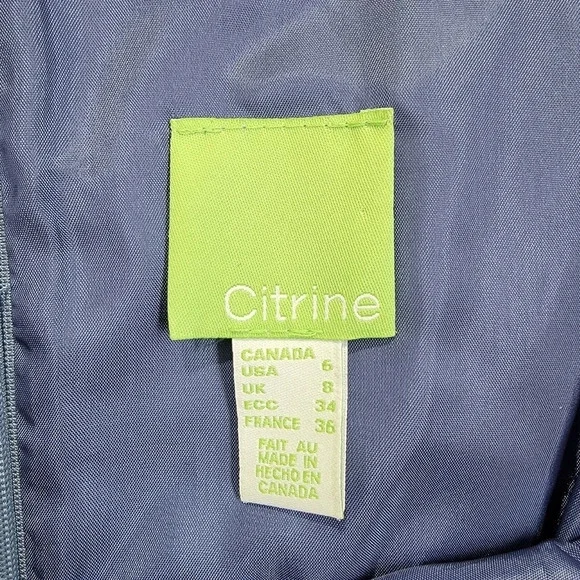 Citrine
CANADA
USA 6
UK 8
ECC 34
FRANCE 36
FAIT AU
MADE IN
HECHO EN
CANADA